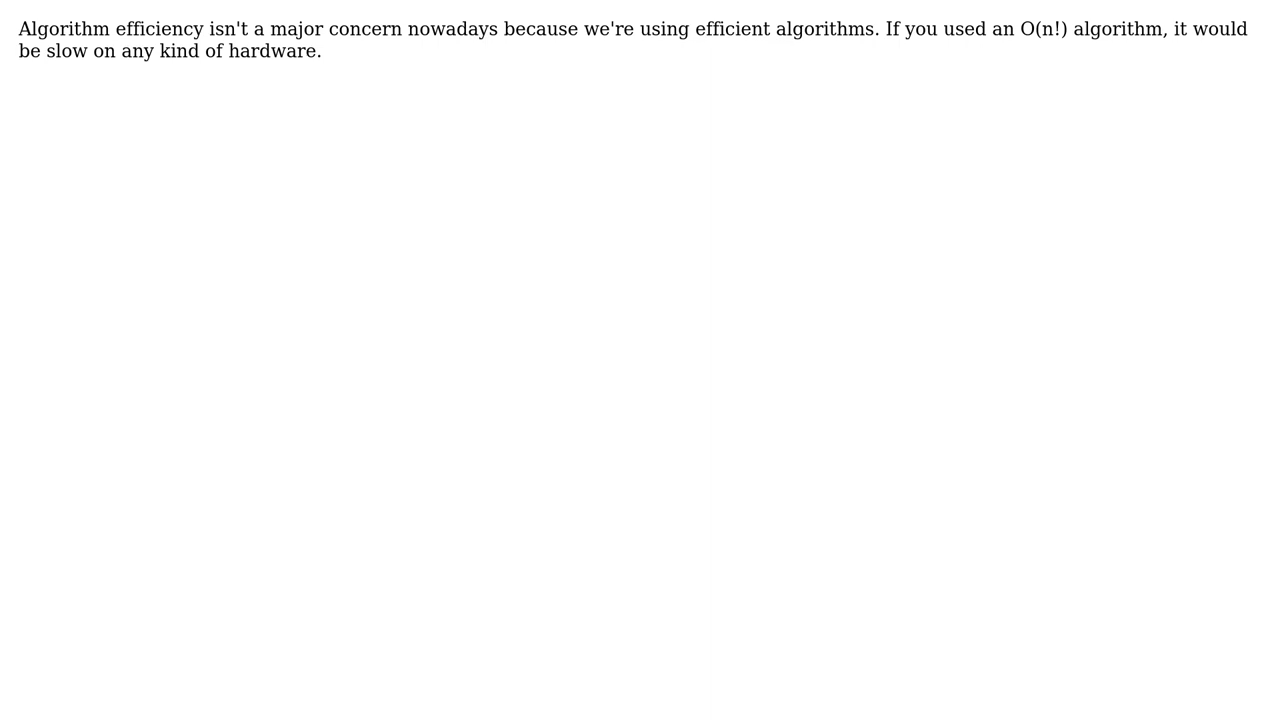 Algorithm efficiency isn't a major concern nowadays because we're using efficient algorithms. If you used an O(n!) algorithm, it would
be slow on any kind of hardware.